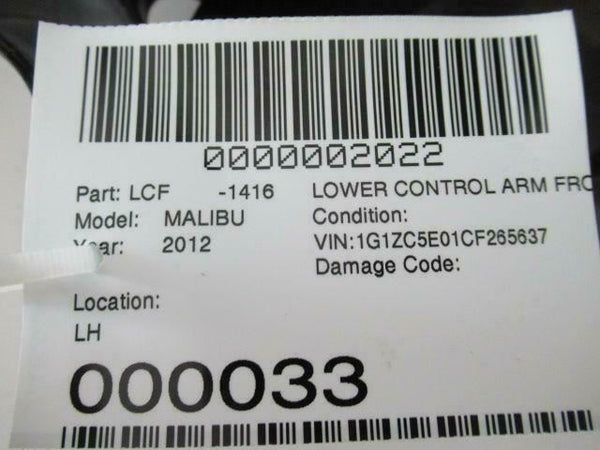 0000002022
Part: LCF -1416 LOWER CONTROL ARM FRO
Model: MALIBU Condition:
Year: 2012 VIN:1G1ZC5E01CF265637
Damage Code:
Location:
LH
000033